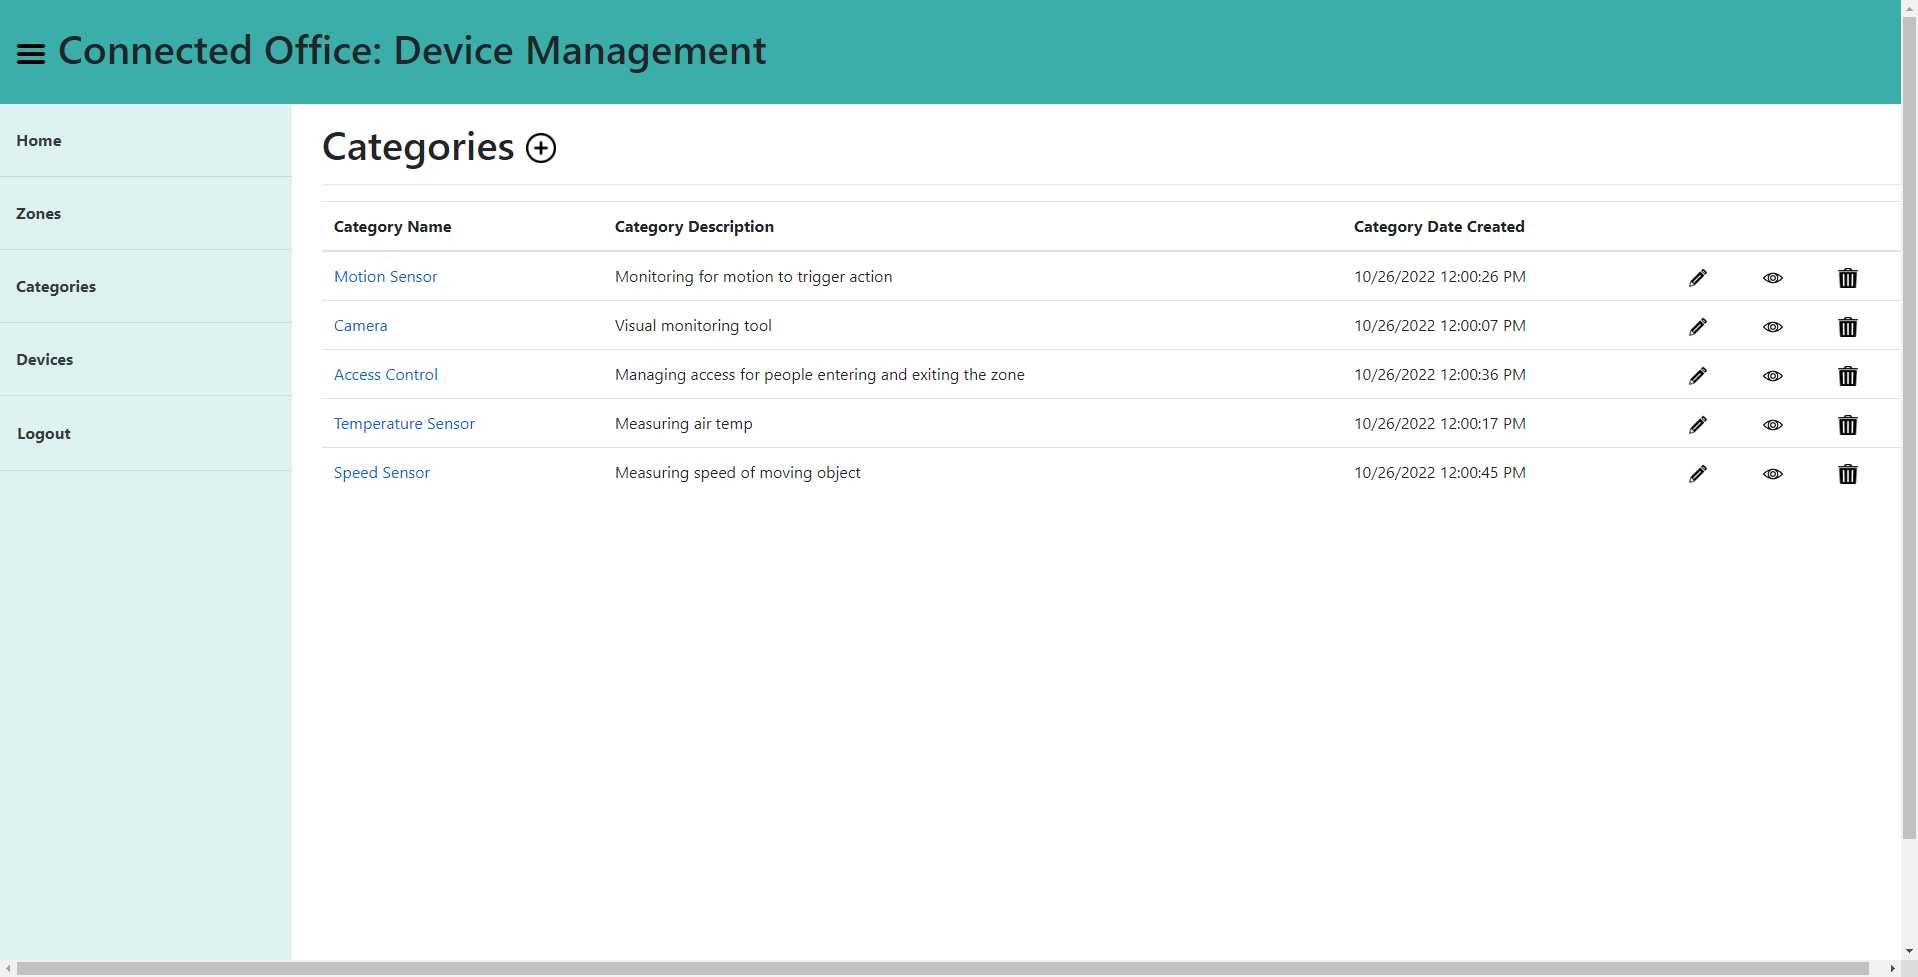 Connected Office: Device Management
Home
Zones
Categories
Devices
Logout
Categories
Category Name Category Description Category Date Created
Motion Sensor Monitoring for motion to trigger action 10/26/2022 12:00:26 PM
Camera Visual monitoring tool 10/26/2022 12:00:07 PM
Access Control Managing access for people entering and exiting the zone 10/26/2022 12:00:36 PM
Temperature Sensor Measuring air temp 10/26/2022 12:00:17 PM
Speed Sensor Measuring speed of moving object 10/26/2022 12:00:45 PM